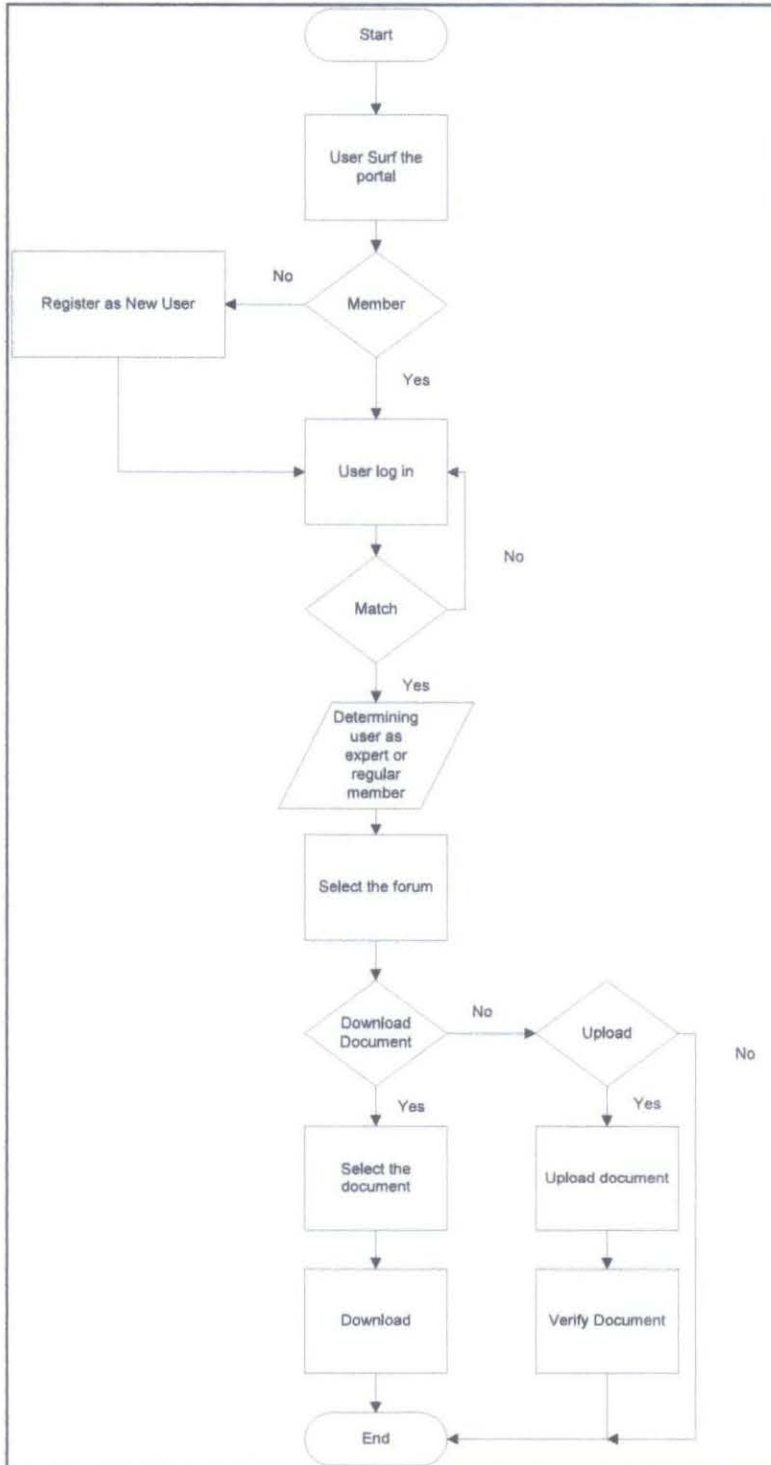 Start
User Surf the
portal
No
Register as New User
Member
Yes
User log in
No
Match
Yes
Determining
user as
expert or
regular
member
Select the forum
Download
Document
No
Upload
No
Yes
Yes
Select the
document
Upload document
Download
Verify Document
End